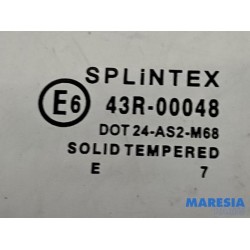 SPLiNTEX
E6 43R-00048
DOT 24-AS2-M68
SOLID TEMPERED
E 7
MARESIA